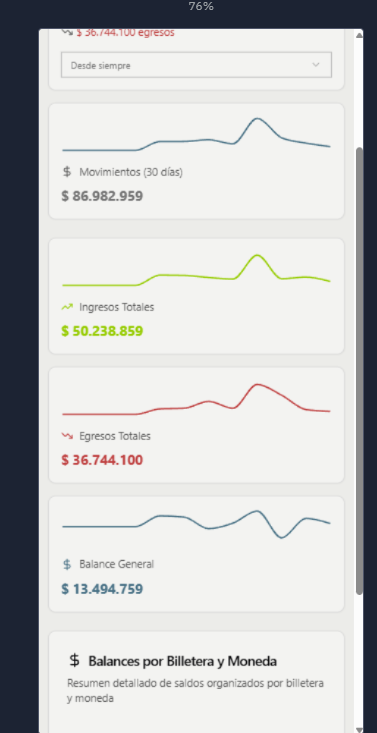 76%
$ 36.744.100 egresos
Desde siempre
$ Movimientos (30 días)
$ 86.982.959
Ingresos Totales
$ 50.238.859
Egresos Totales
$ 36.744.100
$ Balance General
$ 13.494.759
$ Balances por Billetera y Moneda
Resumen detallado de saldos organizados por billetera
y moneda